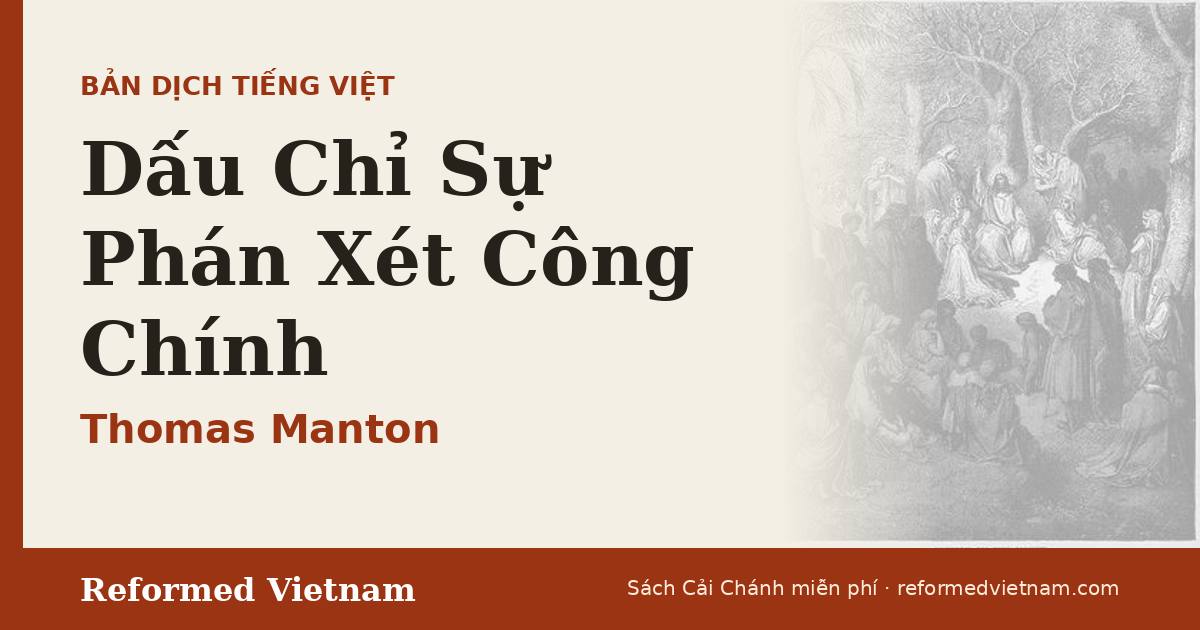 BẢN DỊCH TIẾNG VIỆT
Dấu Chỉ Sự
Phán Xét Công
Chính
Thomas Manton
Reformed Vietnam
Sách Cải Chánh miễn phí · reformedvietnam.com